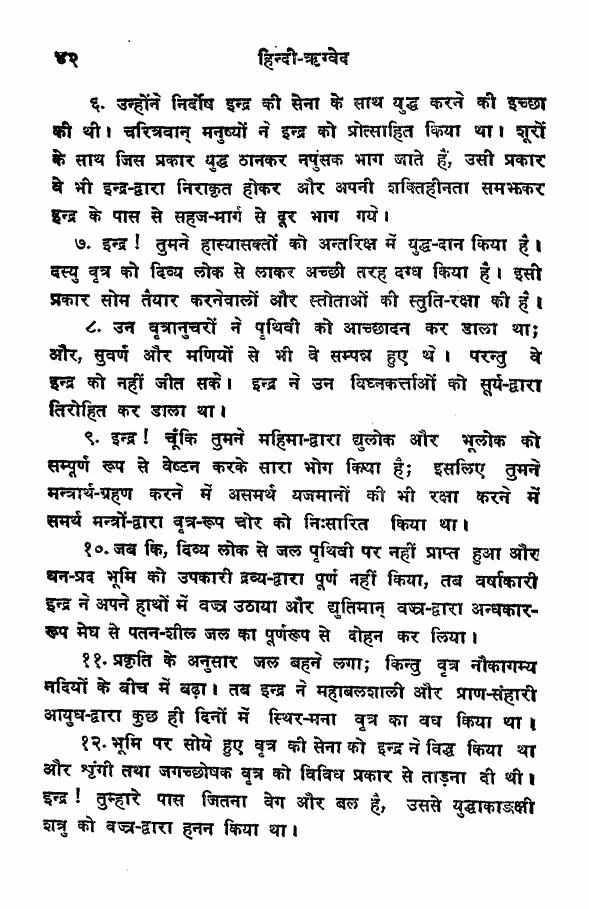 ४२ हिन्दी-ऋग्वेद
६. उन्होंने निर्दोष इन्द्र की सेना के साथ युद्ध करने की इच्छा
की थी। चरित्रवान् मनुष्यों ने इन्द्र को प्रोत्साहित किया था। शूरों
के साथ जिस प्रकार युद्ध ठानकर नपुंसक भाग जाते हैं, उसी प्रकार
वे भी इन्द्र-द्वारा निराकृत होकर और अपनी शक्तिहीनता समझकर
इन्द्र के पास से सहज-मार्ग से दूर भाग गये।
७. इन्द्र! तुमने हास्यासक्तों को अन्तरिक्ष में युद्ध-दान किया है।
दस्यु वृत्र को दिव्य लोक से लाकर अच्छी तरह दग्ध किया है। इसी
प्रकार सोम तैयार करनेवालों और स्तोताओं की स्तुति-रक्षा की है।
८. उन वृत्रानुचरों ने पृथिवी को आच्छादन कर डाला था;
और, सुवर्ण और मणियों से भी वे सम्पन्न हुए थे। परन्तु वे
इन्द्र को नहीं जीत सके। इन्द्र ने उन विघ्नकर्त्ताओं को सूर्य-द्वारा
तिरोहित कर डाला था।
९. इन्द्र! चूँकि तुमने महिमा-द्वारा द्युलोक और भूलोक को
सम्पूर्ण रूप से वेष्टन करके सारा भोग किया है; इसलिए तुमने
मन्त्रार्थ-ग्रहण करने में असमर्थ यजमानों की भी रक्षा करने में
समर्थ मन्त्रों-द्वारा वृत्र-रूप चोर को निःसारित किया था।
१०. जब कि, दिव्य लोक से जल पृथिवी पर नहीं प्राप्त हुआ और
धन-प्रद भूमि को उपकारी द्रव्य-द्वारा पूर्ण नहीं किया, तब वर्षाकारी
इन्द्र ने अपने हाथों में वज्र उठाया और द्युतिमान् वज्र-द्वारा अन्धकार-
रूप मेघ से पतन-शील जल का पूर्णरूप से दोहन कर लिया।
११. प्रकृति के अनुसार जल बहने लगा; किन्तु वृत्र नौकागम्य
नदियों के बीच में बढ़ा। तब इन्द्र ने महाबलशाली और प्राण-संहारी
आयुध-द्वारा कुछ ही दिनों में स्थिर-मना वृत्र का वध किया था।
१२. भूमि पर सोये हुए वृत्र की सेना को इन्द्र ने विद्ध किया था
और शृंगी तथा जगच्छोषक वृत्र को विविध प्रकार से ताड़ना दी थी।
इन्द्र! तुम्हारे पास जितना वेग और बल है, उससे युद्धाकाङक्षी
शत्रु को वज्र-द्वारा हनन किया था।